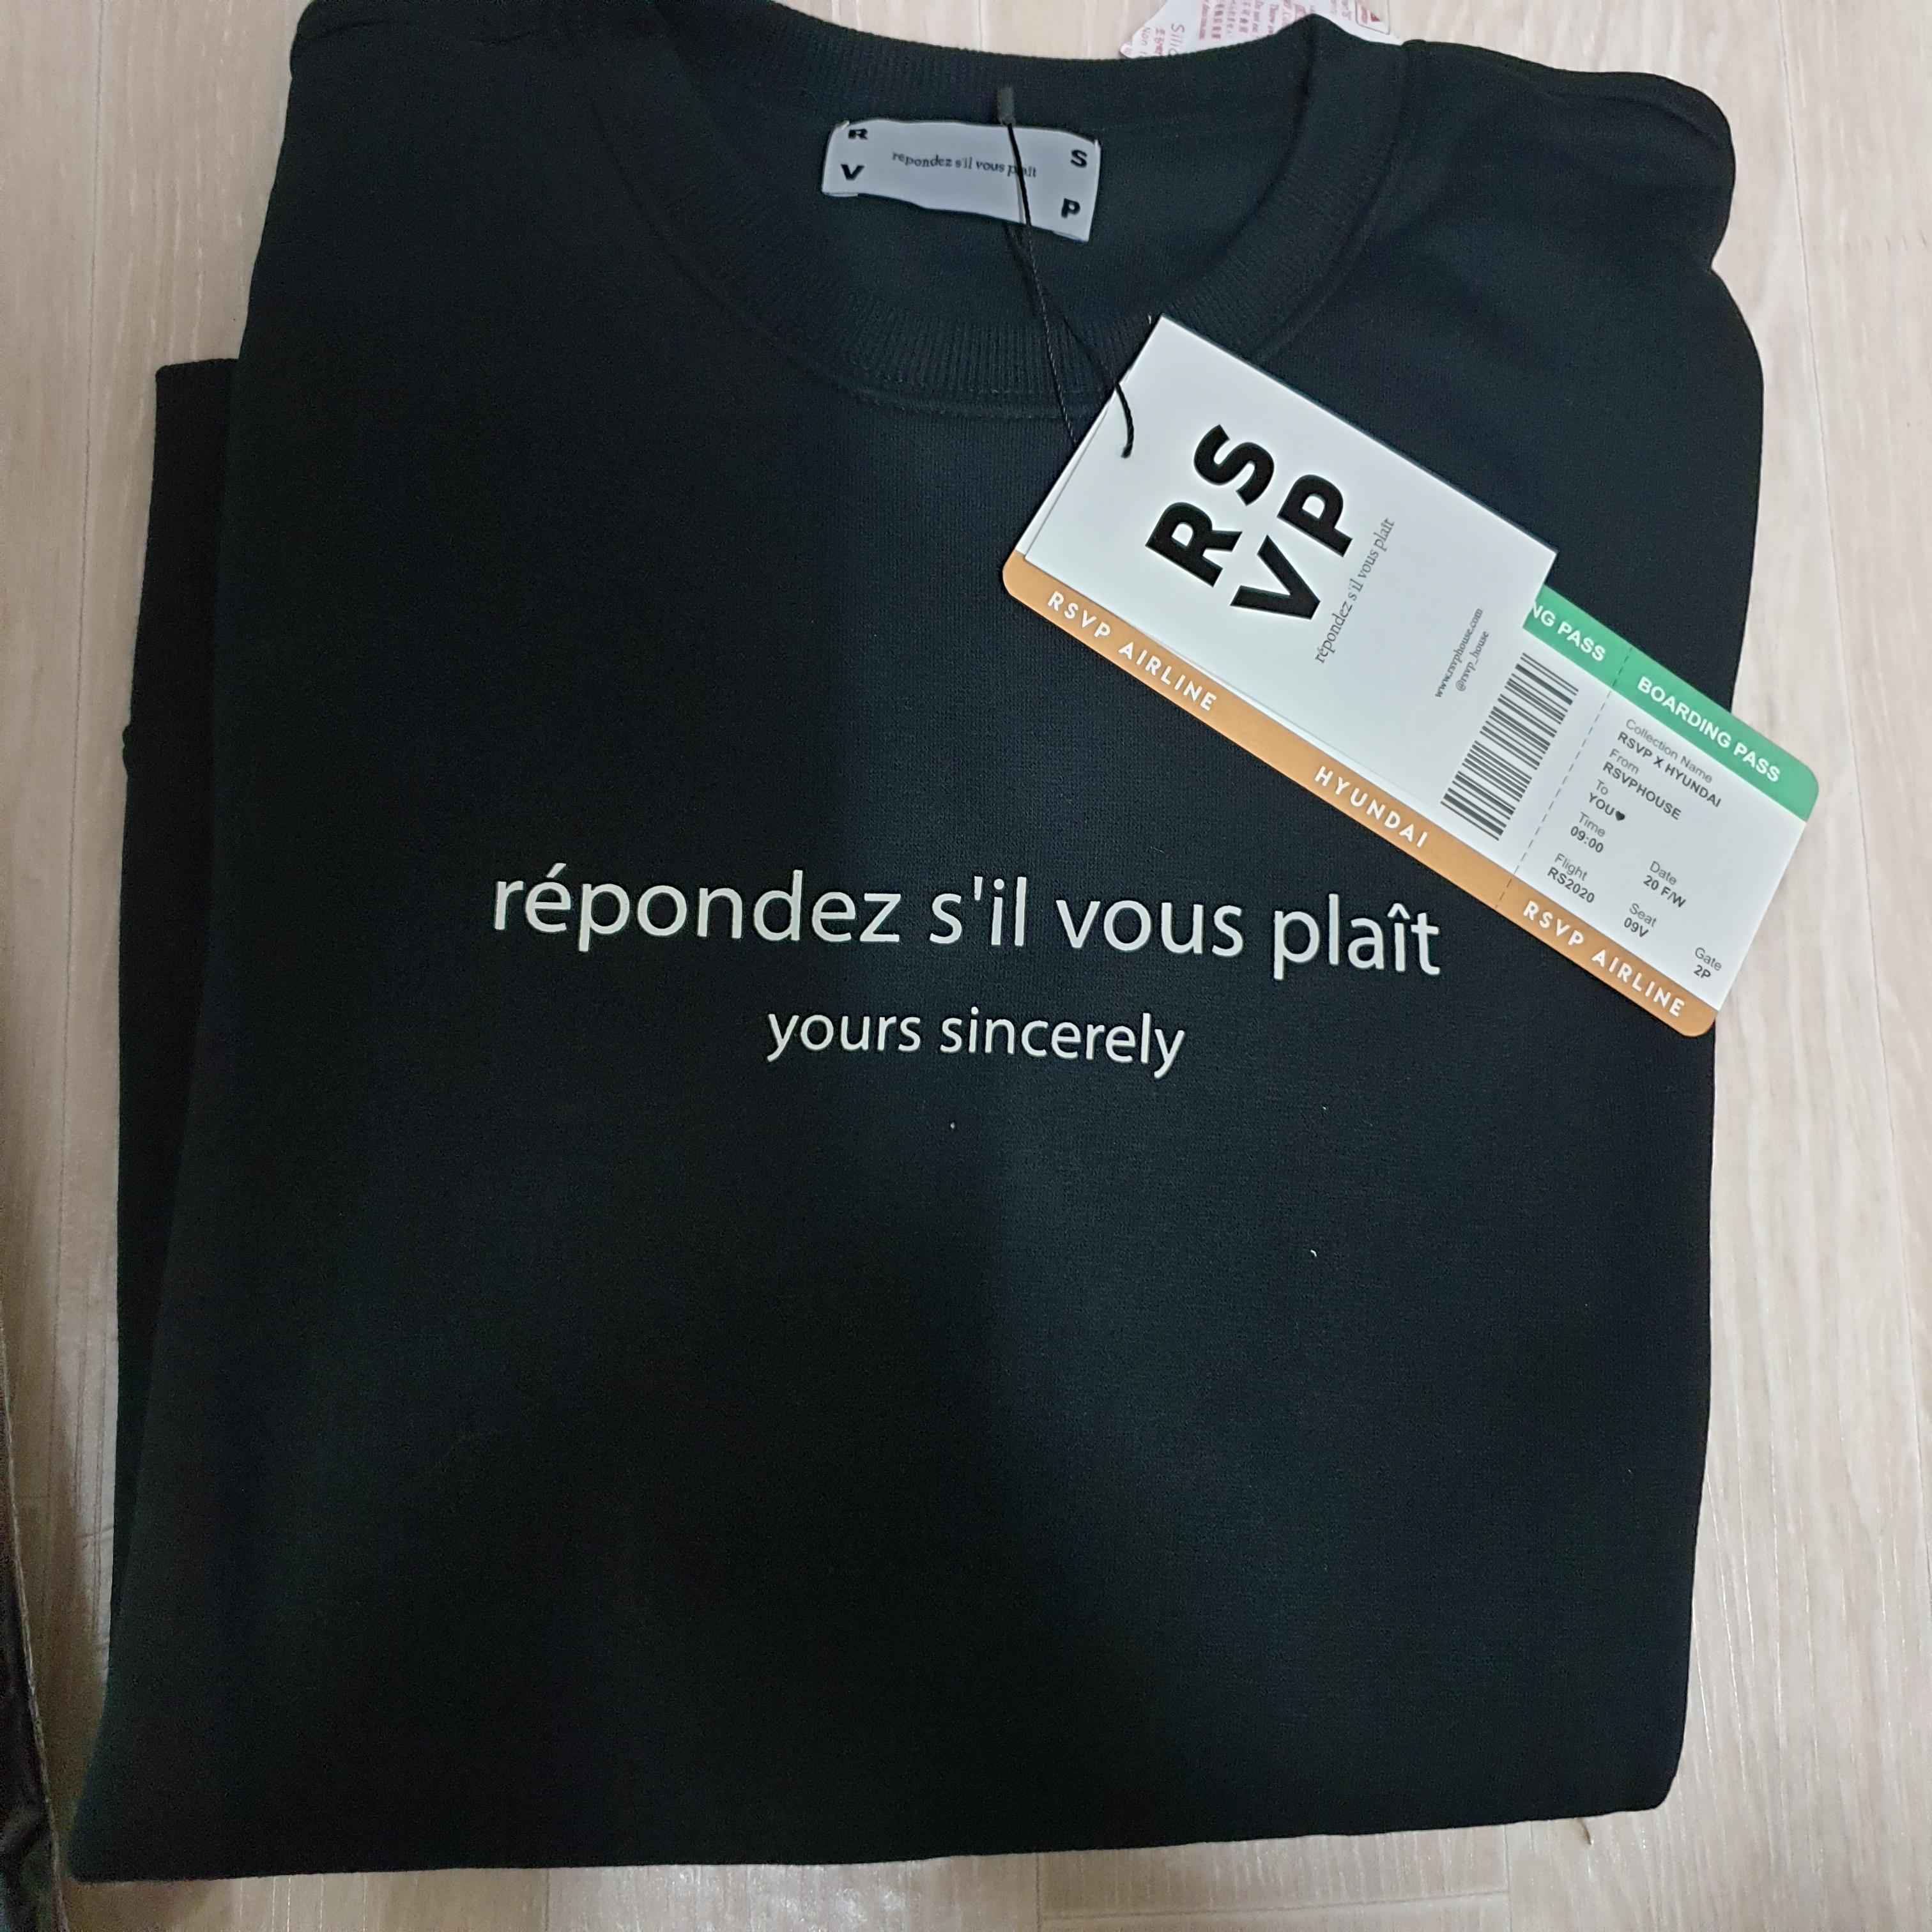 R S
répondez s'il vous plaît
V P
RS
VP
répondez s'il vous plaît
www.rsvphouse.com
@rsvp_house
RSVP AIRLINE HYUNDAI RSVP AIRLINE
NG PASS
BOARDING PASS
Collection Name
RSVP X HYUNDAI
From
RSVPHOUSE
To
YOU♥
Time
09:00
Date
20 F/W
Flight
RS2020
Seat
09V
Gate
2P
répondez s'il vous plaît
yours sincerely